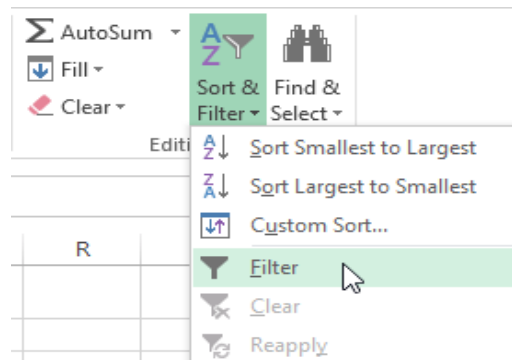 AutoSum
Fill
Clear
Sort &
Filter
Find &
Select
Editi
Sort Smallest to Largest
Sort Largest to Smallest
Custom Sort...
Filter
Clear
Reapply
R